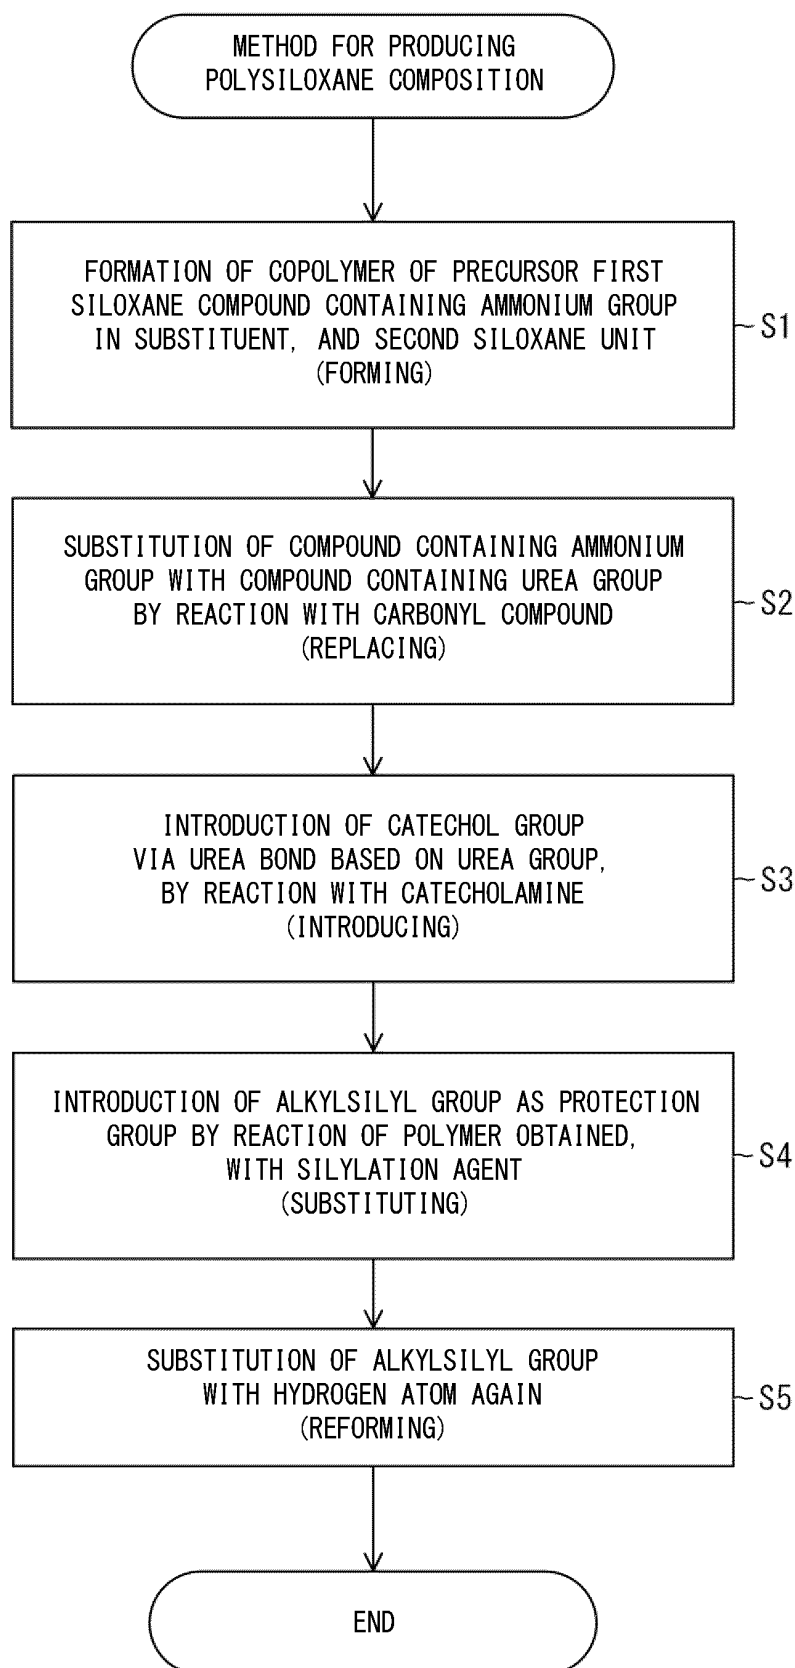 METHOD FOR PRODUCING
POLYSILOXANE COMPOSITION
FORMATION OF COPOLYMER OF PRECURSOR FIRST
SILOXANE COMPOUND CONTAINING AMMONIUM GROUP
IN SUBSTITUENT, AND SECOND SILOXANE UNIT
(FORMING)
S1
SUBSTITUTION OF COMPOUND CONTAINING AMMONIUM
GROUP WITH COMPOUND CONTAINING UREA GROUP
BY REACTION WITH CARBONYL COMPOUND
(REPLACING)
S2
INTRODUCTION OF CATECHOL GROUP
VIA UREA BOND BASED ON UREA GROUP,
BY REACTION WITH CATECHOLAMINE
(INTRODUCING)
S3
INTRODUCTION OF ALKYLSILYL GROUP AS PROTECTION
GROUP BY REACTION OF POLYMER OBTAINED,
WITH SILYLATION AGENT
(SUBSTITUTING)
S4
SUBSTITUTION OF ALKYLSILYL GROUP
WITH HYDROGEN ATOM AGAIN
(REFORMING)
S5
END